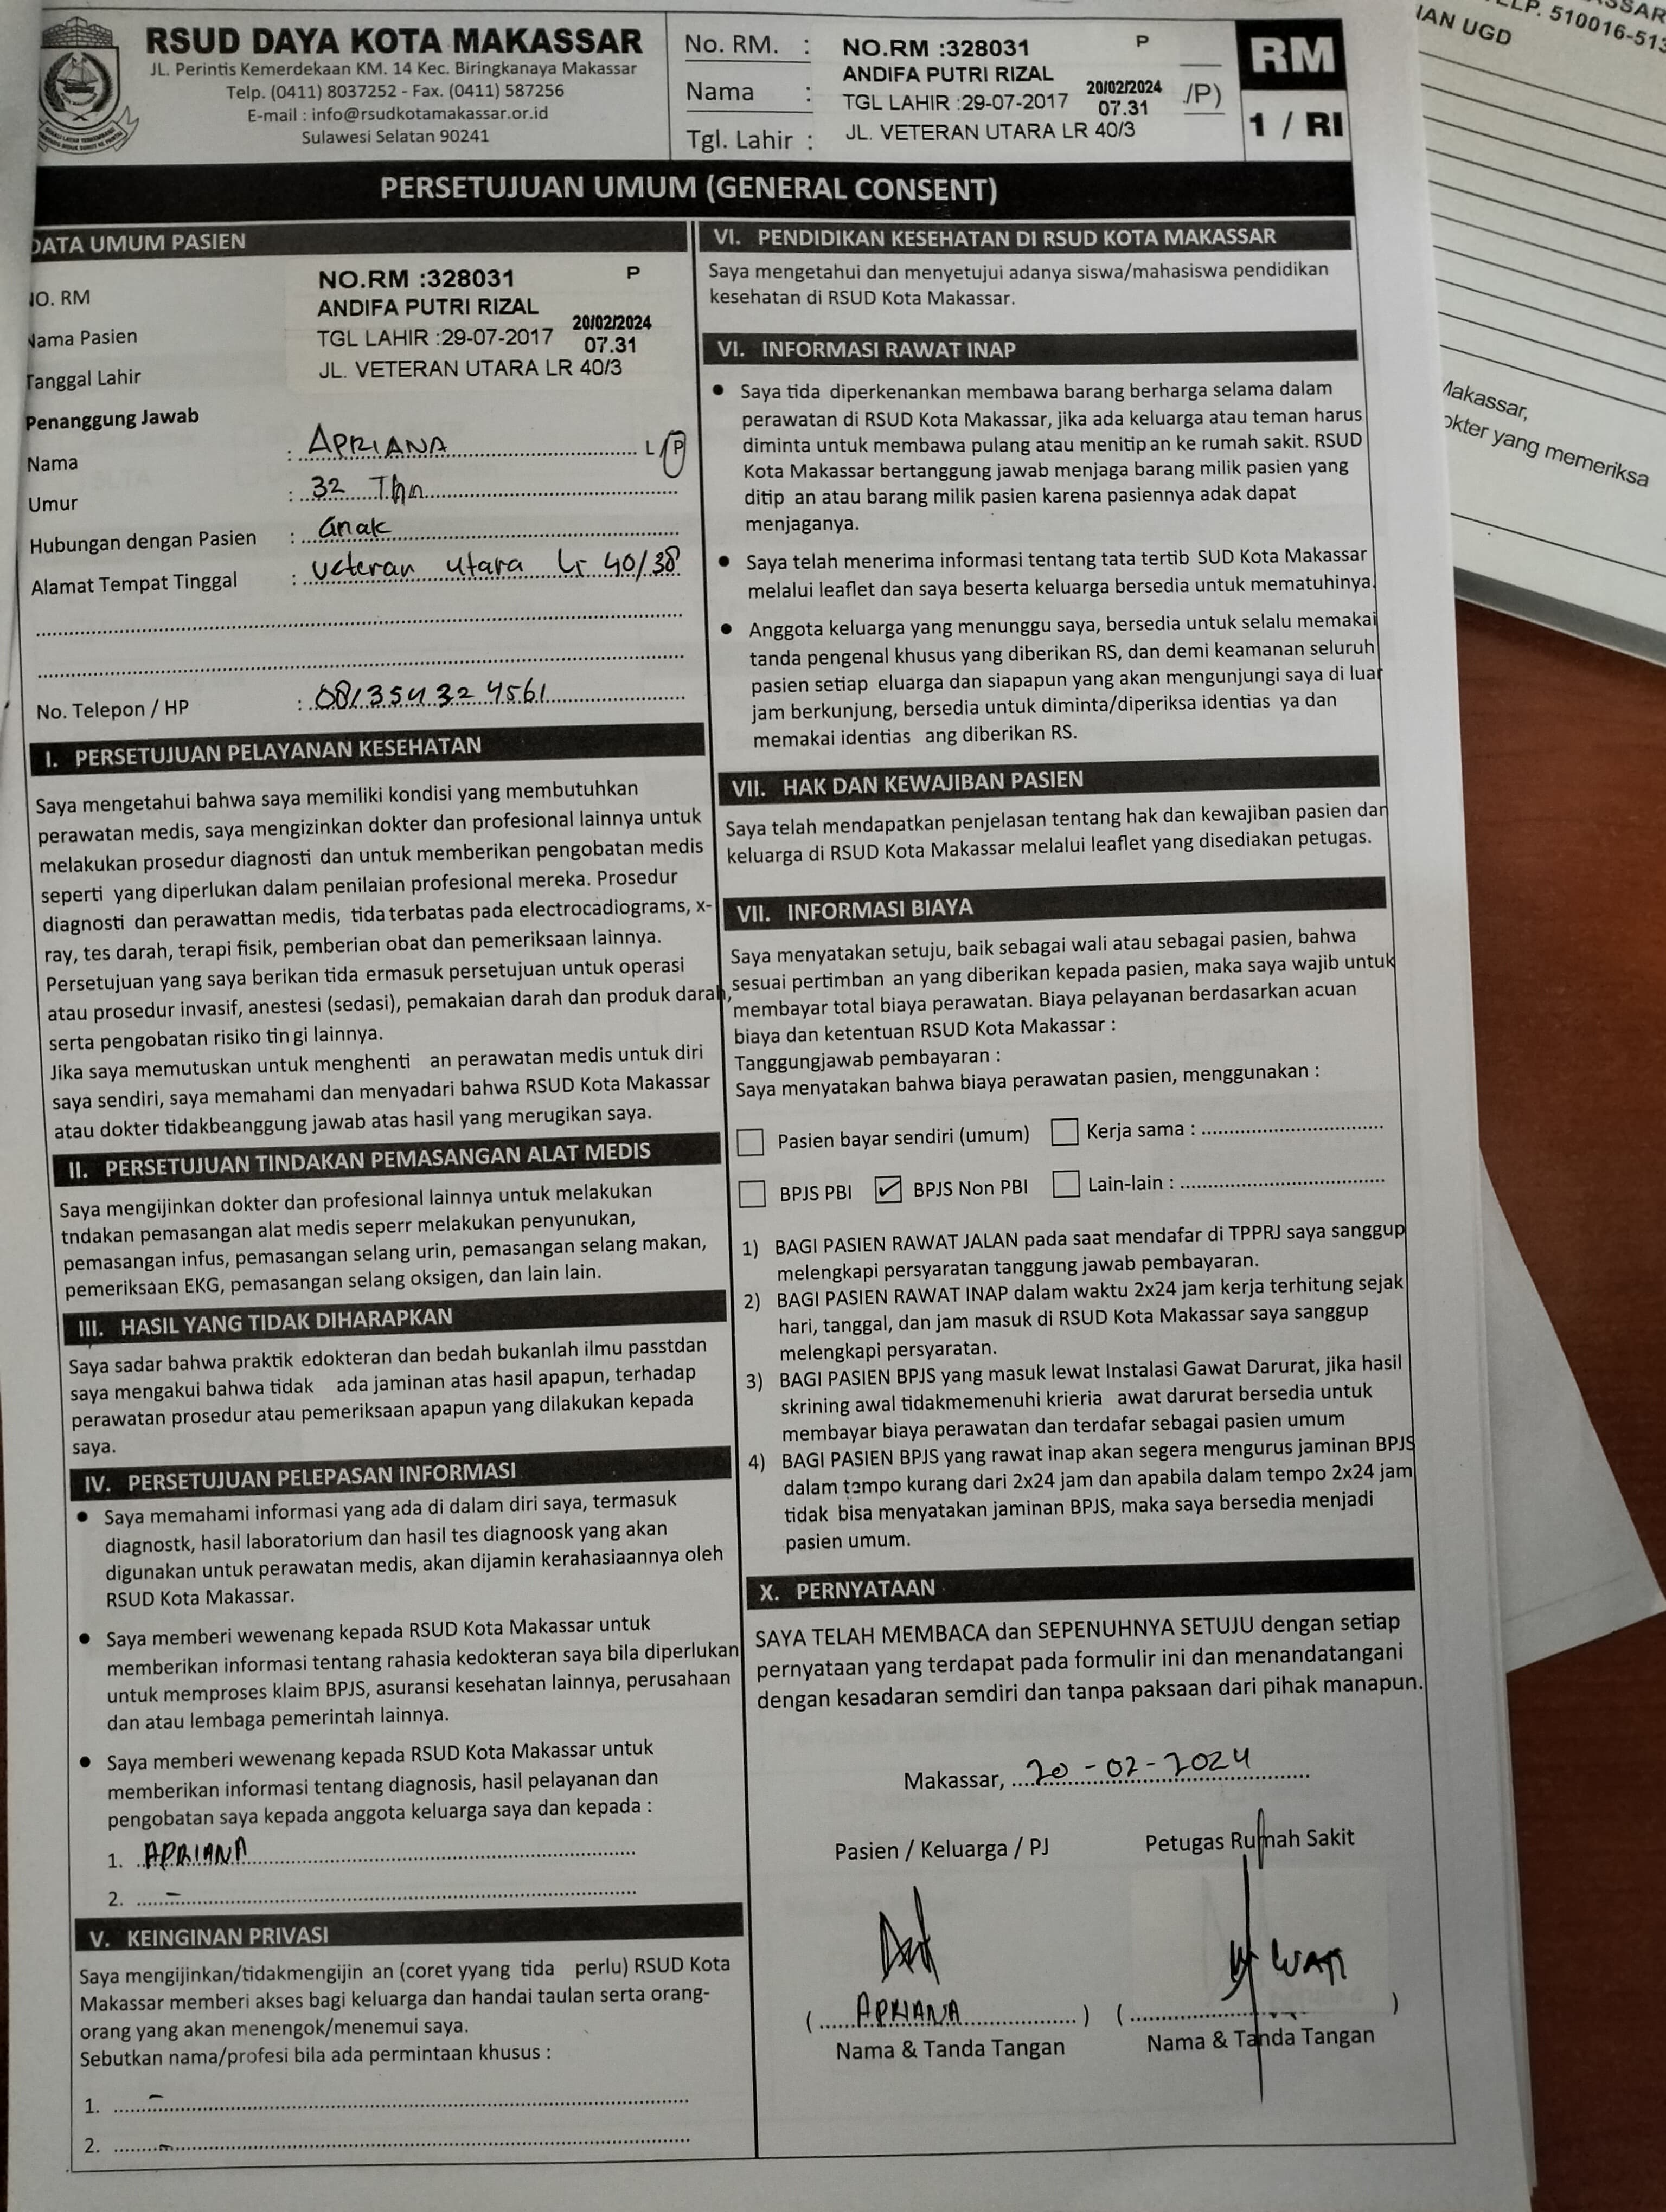 RSUD DAYA KOTA MAKASSAR
JL. Perintis Kemerdekaan KM. 14 Kec. Biringkanaya Makassar
Telp. (0411) 8037252 - Fax. (0411) 587256
E-mail : info@rsudkotamakassar.or.id
Sulawesi Selatan 90241
No. RM. :
Nama :
Tgl. Lahir :
NO.RM :328031 P
ANDIFA PUTRI RIZAL
TGL LAHIR :29-07-2017 20/02/2024 07.31
JL. VETERAN UTARA LR 40/3
/P)
RM
1 / RI
PERSETUJUAN UMUM (GENERAL CONSENT)
DATA UMUM PASIEN
NO. RM
Nama Pasien
Tanggal Lahir
NO.RM :328031 P
ANDIFA PUTRI RIZAL
TGL LAHIR :29-07-2017 20/02/2024 07.31
JL. VETERAN UTARA LR 40/3
Penanggung Jawab
Nama : APRIANA L/P
Umur : 32 Thn
Hubungan dengan Pasien : anak
Alamat Tempat Tinggal : veteran utara Lr 40/38
No. Telepon / HP : 081354324561
I. PERSETUJUAN PELAYANAN KESEHATAN
Saya mengetahui bahwa saya memiliki kondisi yang membutuhkan
perawatan medis, saya mengizinkan dokter dan profesional lainnya untuk
melakukan prosedur diagnosti dan untuk memberikan pengobatan medis
seperti yang diperlukan dalam penilaian profesional mereka. Prosedur
diagnosti dan perawattan medis, tida terbatas pada electrocadiograms, x-
ray, tes darah, terapi fisik, pemberian obat dan pemeriksaan lainnya.
Persetujuan yang saya berikan tida ermasuk persetujuan untuk operasi
atau prosedur invasif, anestesi (sedasi), pemakaian darah dan produk darah,
serta pengobatan risiko tin gi lainnya.
Jika saya memutuskan untuk menghenti an perawatan medis untuk diri
saya sendiri, saya memahami dan menyadari bahwa RSUD Kota Makassar
atau dokter tidakbeanggung jawab atas hasil yang merugikan saya.
II. PERSETUJUAN TINDAKAN PEMASANGAN ALAT MEDIS
Saya mengijinkan dokter dan profesional lainnya untuk melakukan
tndakan pemasangan alat medis seperr melakukan penyunukan,
pemasangan infus, pemasangan selang urin, pemasangan selang makan,
pemeriksaan EKG, pemasangan selang oksigen, dan lain lain.
III. HASIL YANG TIDAK DIHARAPKAN
Saya sadar bahwa praktik edokteran dan bedah bukanlah ilmu passtdan
saya mengakui bahwa tidak ada jaminan atas hasil apapun, terhadap
perawatan prosedur atau pemeriksaan apapun yang dilakukan kepada
saya.
IV. PERSETUJUAN PELEPASAN INFORMASI
• Saya memahami informasi yang ada di dalam diri saya, termasuk
diagnostk, hasil laboratorium dan hasil tes diagnoosk yang akan
digunakan untuk perawatan medis, akan dijamin kerahasiaannya oleh
RSUD Kota Makassar.
• Saya memberi wewenang kepada RSUD Kota Makassar untuk
memberikan informasi tentang rahasia kedokteran saya bila diperlukan
untuk memproses klaim BPJS, asuransi kesehatan lainnya, perusahaan
dan atau lembaga pemerintah lainnya.
• Saya memberi wewenang kepada RSUD Kota Makassar untuk
memberikan informasi tentang diagnosis, hasil pelayanan dan
pengobatan saya kepada anggota keluarga saya dan kepada :
1. APRIANA
2. -
V. KEINGINAN PRIVASI
Saya mengijinkan/tidakmengijin an (coret yyang tida perlu) RSUD Kota
Makassar memberi akses bagi keluarga dan handai taulan serta orang-
orang yang akan menengok/menemui saya.
Sebutkan nama/profesi bila ada permintaan khusus :
1. -
2. -
VI. PENDIDIKAN KESEHATAN DI RSUD KOTA MAKASSAR
Saya mengetahui dan menyetujui adanya siswa/mahasiswa pendidikan
kesehatan di RSUD Kota Makassar.
VI. INFORMASI RAWAT INAP
• Saya tida diperkenankan membawa barang berharga selama dalam
perawatan di RSUD Kota Makassar, jika ada keluarga atau teman harus
diminta untuk membawa pulang atau menitip an ke rumah sakit. RSUD
Kota Makassar bertanggung jawab menjaga barang milik pasien yang
ditip an atau barang milik pasien karena pasiennya adak dapat
menjaganya.
• Saya telah menerima informasi tentang tata tertib SUD Kota Makassar
melalui leaflet dan saya beserta keluarga bersedia untuk mematuhinya.
• Anggota keluarga yang menunggu saya, bersedia untuk selalu memakai
tanda pengenal khusus yang diberikan RS, dan demi keamanan seluruh
pasien setiap eluarga dan siapapun yang akan mengunjungi saya di luar
jam berkunjung, bersedia untuk diminta/diperiksa identias ya dan
memakai identias ang diberikan RS.
VII. HAK DAN KEWAJIBAN PASIEN
Saya telah mendapatkan penjelasan tentang hak dan kewajiban pasien dan
keluarga di RSUD Kota Makassar melalui leaflet yang disediakan petugas.
VII. INFORMASI BIAYA
Saya menyatakan setuju, baik sebagai wali atau sebagai pasien, bahwa
sesuai pertimban an yang diberikan kepada pasien, maka saya wajib untuk
membayar total biaya perawatan. Biaya pelayanan berdasarkan acuan
biaya dan ketentuan RSUD Kota Makassar :
Tanggungjawab pembayaran :
Saya menyatakan bahwa biaya perawatan pasien, menggunakan :
☐ Pasien bayar sendiri (umum) ☐ Kerja sama :
☐ BPJS PBI ☑ BPJS Non PBI ☐ Lain-lain :
1) BAGI PASIEN RAWAT JALAN pada saat mendafar di TPPRJ saya sanggup
melengkapi persyaratan tanggung jawab pembayaran.
2) BAGI PASIEN RAWAT INAP dalam waktu 2x24 jam kerja terhitung sejak
hari, tanggal, dan jam masuk di RSUD Kota Makassar saya sanggup
melengkapi persyaratan.
3) BAGI PASIEN BPJS yang masuk lewat Instalasi Gawat Darurat, jika hasil
skrining awal tidakmemenuhi krieria awat darurat bersedia untuk
membayar biaya perawatan dan terdafar sebagai pasien umum
4) BAGI PASIEN BPJS yang rawat inap akan segera mengurus jaminan BPJS
dalam tempo kurang dari 2x24 jam dan apabila dalam tempo 2x24 jam
tidak bisa menyatakan jaminan BPJS, maka saya bersedia menjadi
pasien umum.
X. PERNYATAAN
SAYA TELAH MEMBACA dan SEPENUHNYA SETUJU dengan setiap
pernyataan yang terdapat pada formulir ini dan menandatangani
dengan kesadaran semdiri dan tanpa paksaan dari pihak manapun.
Makassar, 20-02-2024
Pasien / Keluarga / PJ
Petugas Rumah Sakit
WATI
( APRIANA ) ( )
Nama & Tanda Tangan
Nama & Tanda Tangan
SSAR
LP. 510016-513
IAN UGD
Makassar,
okter yang memeriksa